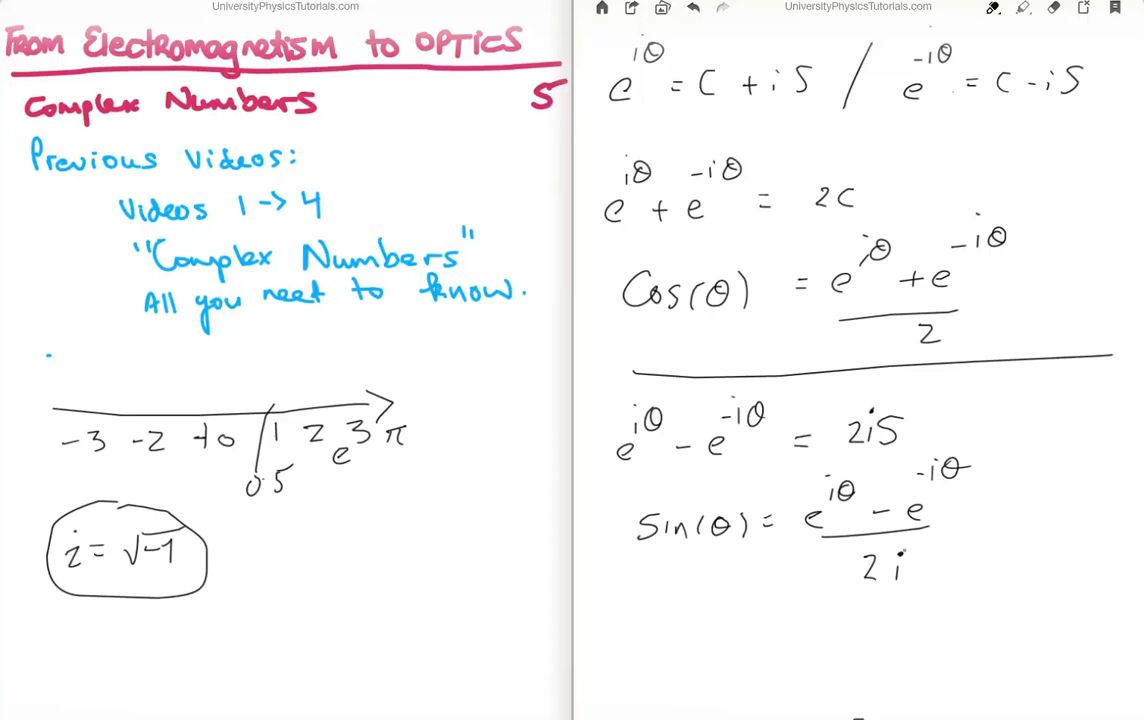 UniversityPhysicsTutorials.com
From Electromagnetism to OPTICS
Complex Numbers 5
Previous Videos:
Videos 1 -> 4
"Complex Numbers"
All you need to know.
-3 -2 -1 0 1 2 e 3 π
0.5
i = √-1
UniversityPhysicsTutorials.com
e^{iθ} = C + iS / e^{-iθ} = C - iS
e^{iθ} + e^{-iθ} = 2C
Cos(θ) = (e^{iθ} + e^{-iθ}) / 2
e^{iθ} - e^{-iθ} = 2iS
Sin(θ) = (e^{iθ} - e^{-iθ}) / 2i